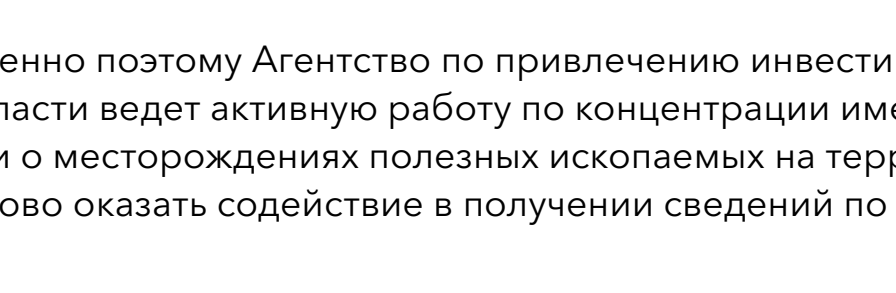 енно поэтому Агентство по привлечению инвести
ласти ведет активную работу по концентрации име
и о месторождениях полезных ископаемых на терр
ово оказать содействие в получении сведений по